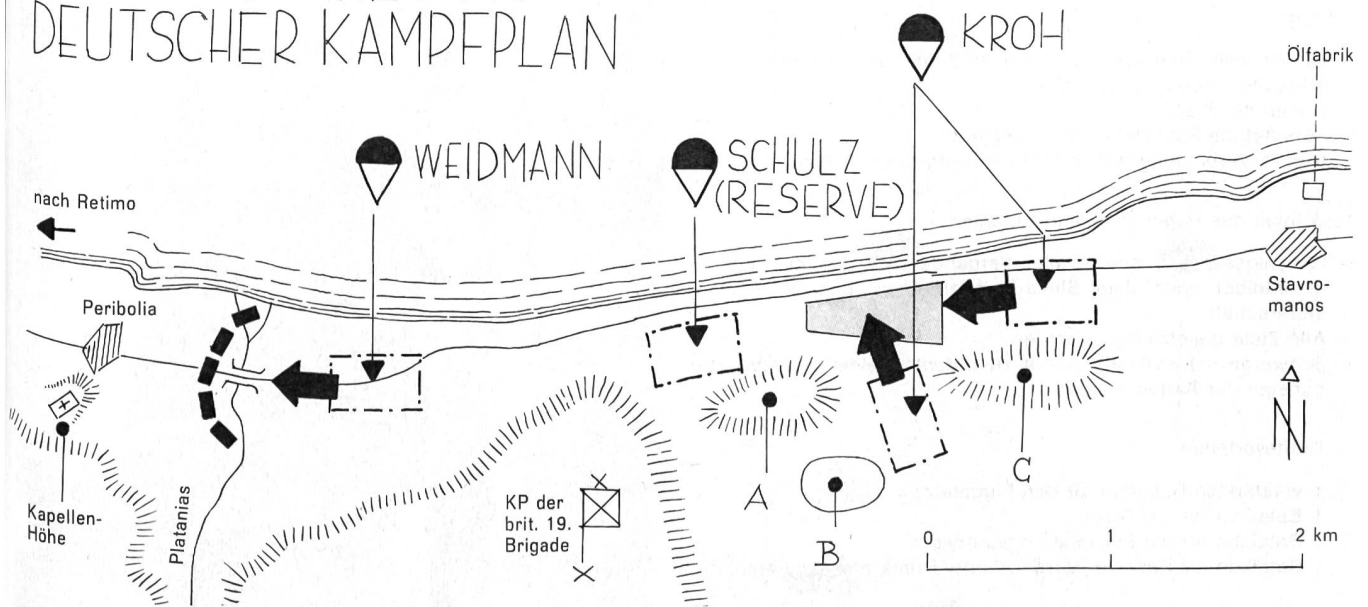 DEUTSCHER KAMPFPLAN
KROH
Ölfabrik
WEIDMANN
SCHULZ
(RESERVE)
nach Retimo
Peribolia
Stavro-
manos
N
A
B
C
KP der
brit. 19.
Brigade
Kapellen-
Höhe
Platanias
0 1 2 km